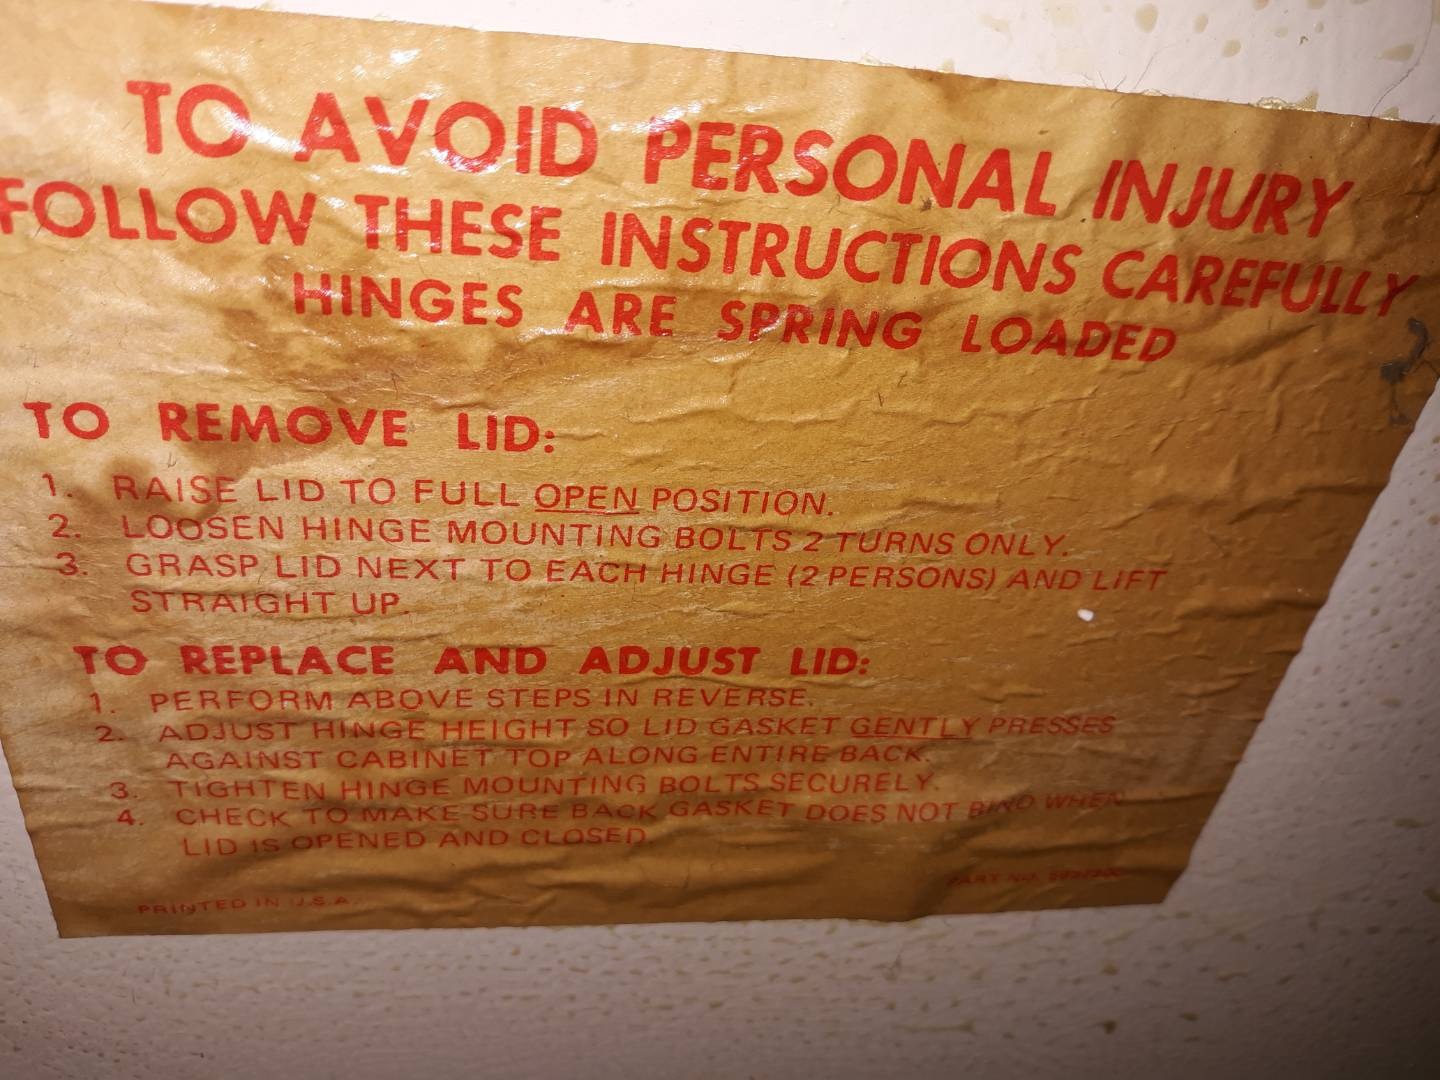 TO AVOID PERSONAL INJURY
FOLLOW THESE INSTRUCTIONS CAREFULLY
HINGES ARE SPRING LOADED
TO REMOVE LID:
1. RAISE LID TO FULL OPEN POSITION.
2. LOOSEN HINGE MOUNTING BOLTS 2 TURNS ONLY.
3. GRASP LID NEXT TO EACH HINGE (2 PERSONS) AND LIFT
STRAIGHT UP.
TO REPLACE AND ADJUST LID:
1. PERFORM ABOVE STEPS IN REVERSE.
2. ADJUST HINGE HEIGHT SO LID GASKET GENTLY PRESSES
AGAINST CABINET TOP ALONG ENTIRE BACK.
3. TIGHTEN HINGE MOUNTING BOLTS SECURELY.
4. CHECK TO MAKE SURE BACK GASKET DOES NOT BIND WHEN
LID IS OPENED AND CLOSED.
PRINTED IN U.S.A.
PART NO.